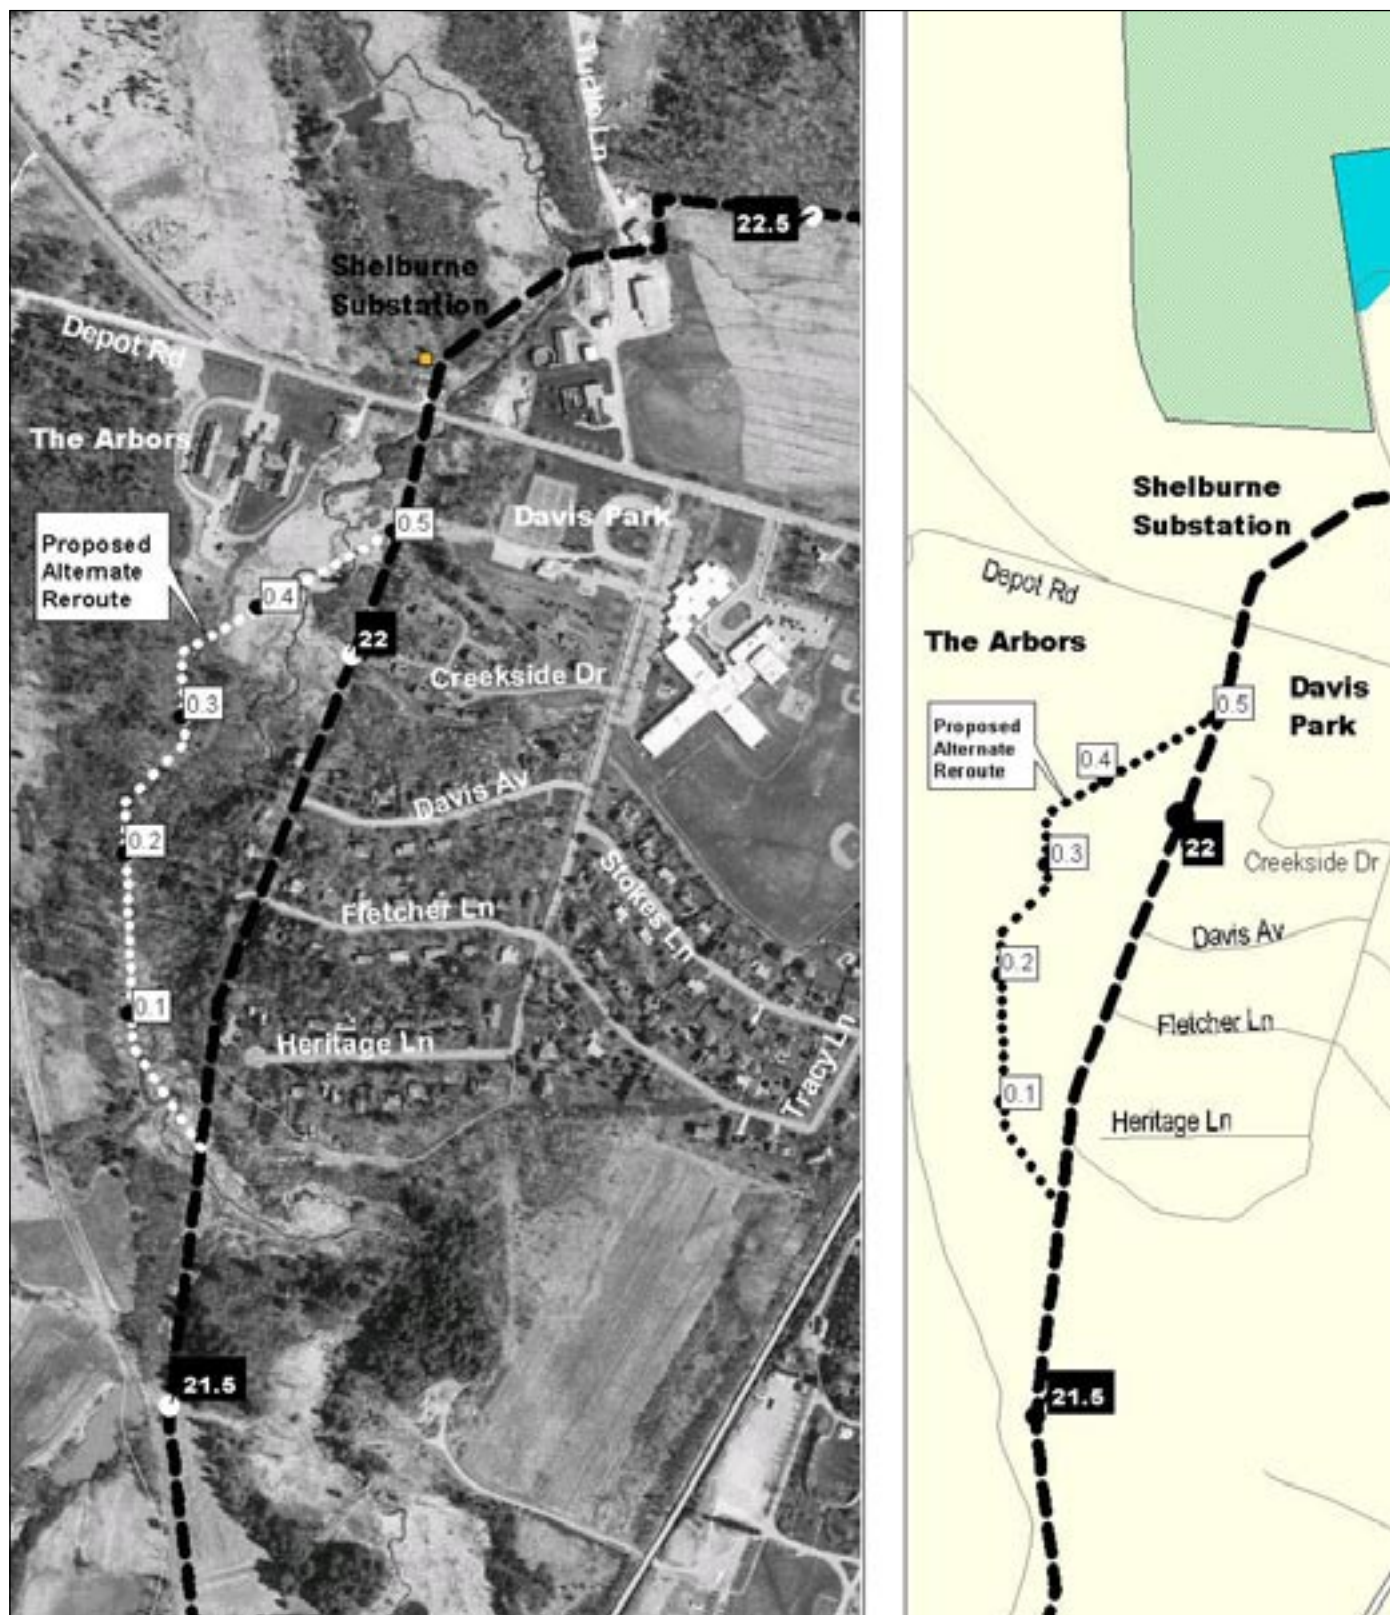 Turtle Ln
22.5
Shelburne
Substation
Depot Rd
The Arbors
Davis Park
0.5
Proposed
Alternate
Reroute
0.4
22
Creekside Dr
0.3
Davis Av
0.2
Stokes Ln
Fletcher Ln
0.1
Heritage Ln
Tracy Ln
21.5
Shelburne
Substation
Depot Rd
The Arbors
Davis
Park
0.5
Proposed
Alternate
Reroute
0.4
22
0.3
Creekside Dr
Davis Av
0.2
Fletcher Ln
0.1
Heritage Ln
21.5